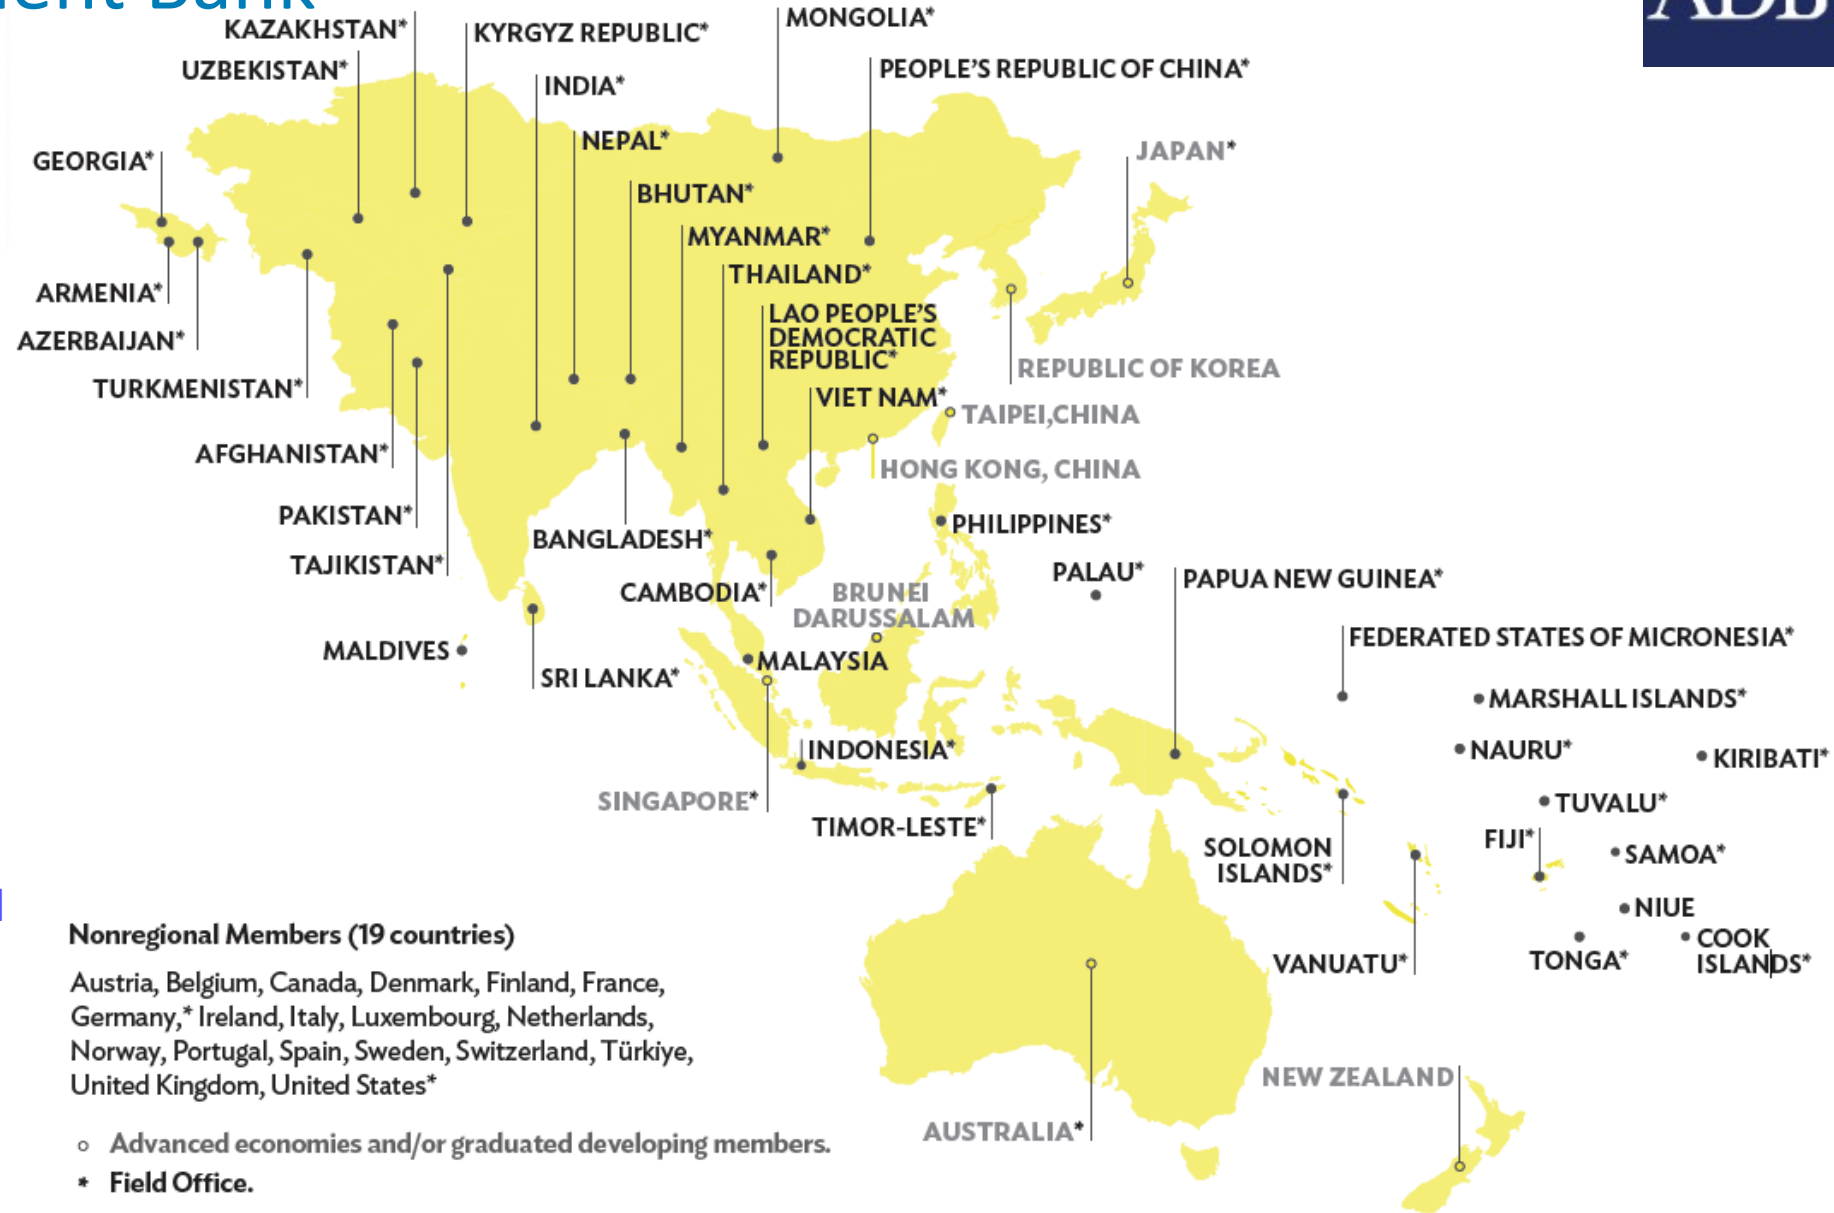 Bank
ADB
KAZAKHSTAN*
KYRGYZ REPUBLIC*
MONGOLIA*
UZBEKISTAN*
INDIA*
PEOPLE'S REPUBLIC OF CHINA*
NEPAL*
JAPAN*
GEORGIA*
BHUTAN*
MYANMAR*
THAILAND*
ARMENIA*
LAO PEOPLE'S
DEMOCRATIC
REPUBLIC*
AZERBAIJAN*
REPUBLIC OF KOREA
TURKMENISTAN*
VIET NAM*
TAIPEI,CHINA
AFGHANISTAN*
HONG KONG, CHINA
PAKISTAN*
PHILIPPINES*
BANGLADESH*
TAJIKISTAN*
PALAU*
PAPUA NEW GUINEA*
CAMBODIA*
BRUNEI
DARUSSALAM
FEDERATED STATES OF MICRONESIA*
MALDIVES
MALAYSIA
SRI LANKA*
MARSHALL ISLANDS*
INDONESIA*
NAURU*
KIRIBATI*
SINGAPORE*
TUVALU*
TIMOR-LESTE*
SOLOMON
ISLANDS*
FIJI*
SAMOA*
NIUE
VANUATU*
TONGA*
COOK
ISLANDS*
Nonregional Members (19 countries)
Austria, Belgium, Canada, Denmark, Finland, France,
Germany,* Ireland, Italy, Luxembourg, Netherlands,
Norway, Portugal, Spain, Sweden, Switzerland, Türkiye,
United Kingdom, United States*
NEW ZEALAND
AUSTRALIA*
° Advanced economies and/or graduated developing members.
* Field Office.